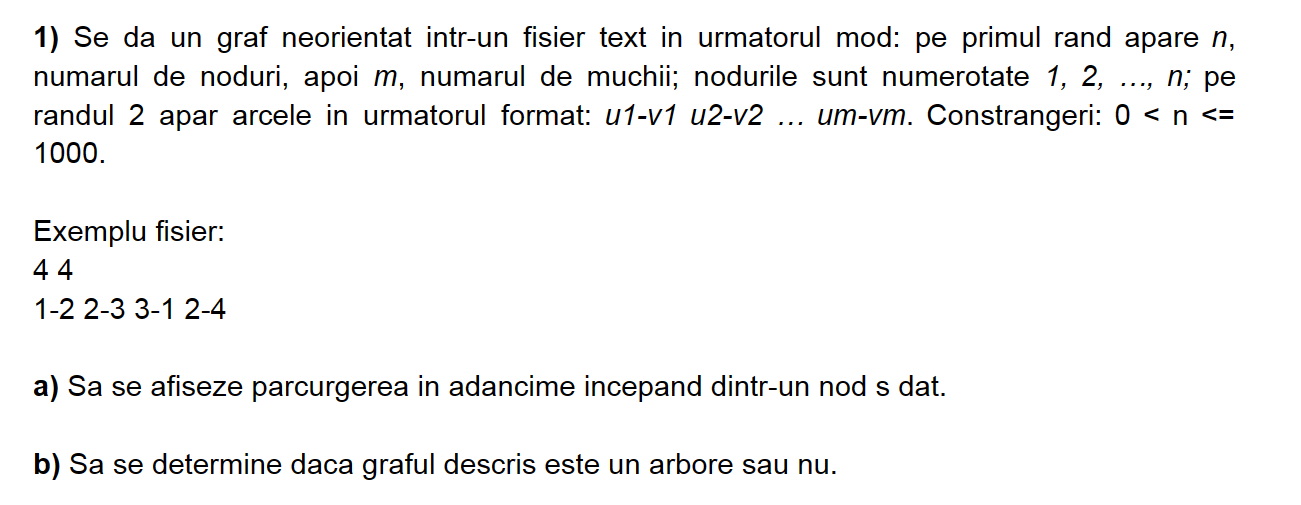 1) Se da un graf neorientat intr-un fisier text in urmatorul mod: pe primul rand apare n,
numarul de noduri, apoi m, numarul de muchii; nodurile sunt numerotate 1, 2, …, n; pe
randul 2 apar arcele in urmatorul format: u1-v1 u2-v2 … um-vm. Constrangeri: 0 < n <=
1000.
Exemplu fisier:
4 4
1-2 2-3 3-1 2-4
a) Sa se afiseze parcurgerea in adancime incepand dintr-un nod s dat.
b) Sa se determine daca graful descris este un arbore sau nu.